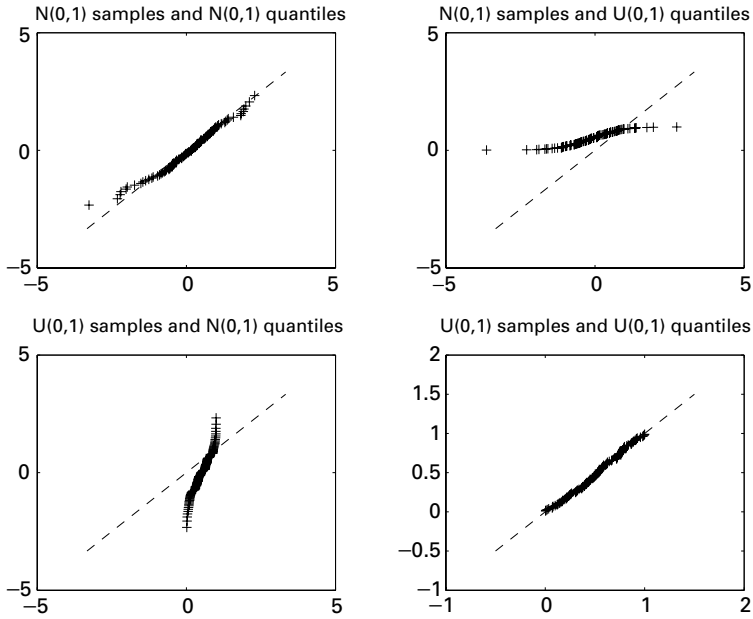 N(0,1) samples and N(0,1) quantiles
5
0
−5
−5 0 5
N(0,1) samples and U(0,1) quantiles
5
0
−5
−5 0 5
U(0,1) samples and N(0,1) quantiles
5
0
−5
−5 0 5
U(0,1) samples and U(0,1) quantiles
2
1.5
1
0.5
0
−0.5
−1
−1 0 1 2